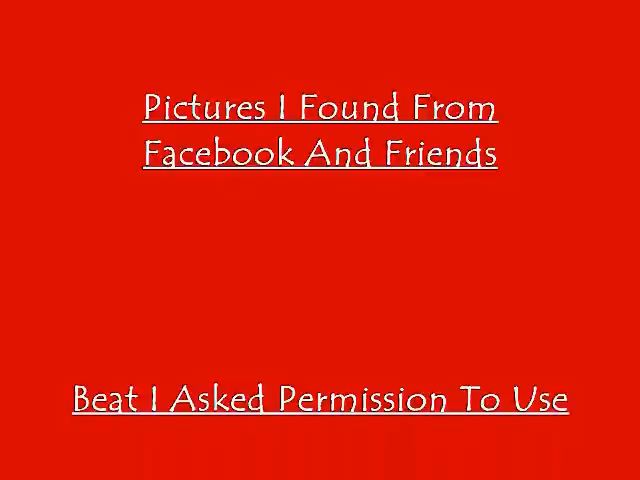 Pictures I Found From
Facebook And Friends
Beat I Asked Permission To Use